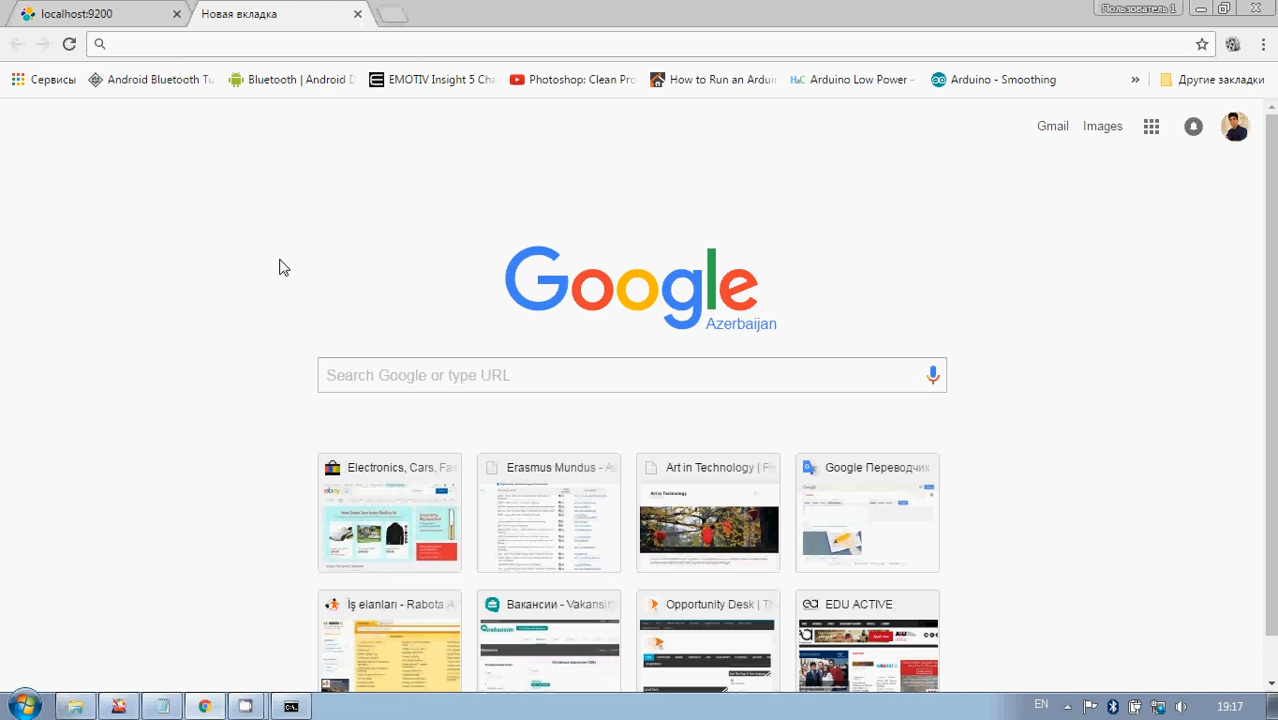 localhost:9200
Новая вкладка
Пользователь 1
Сервисы
Android Bluetooth Tu
Bluetooth | Android D
EMOTIV Insight 5 Cha
Photoshop: Clean Pro
How to Run an Ardui
Arduino Low Power -
Arduino - Smoothing
»
Другие закладки
Gmail
Images
Google
Azerbaijan
Search Google or type URL
Electronics, Cars, Fa
Erasmus Mundus - A
Art in Technology | F
Google Переводчик
İş elanları - Rabota.A
Вакансии - Vakansi
Opportunity Desk | T
EDU ACTIVE
EN
19:17